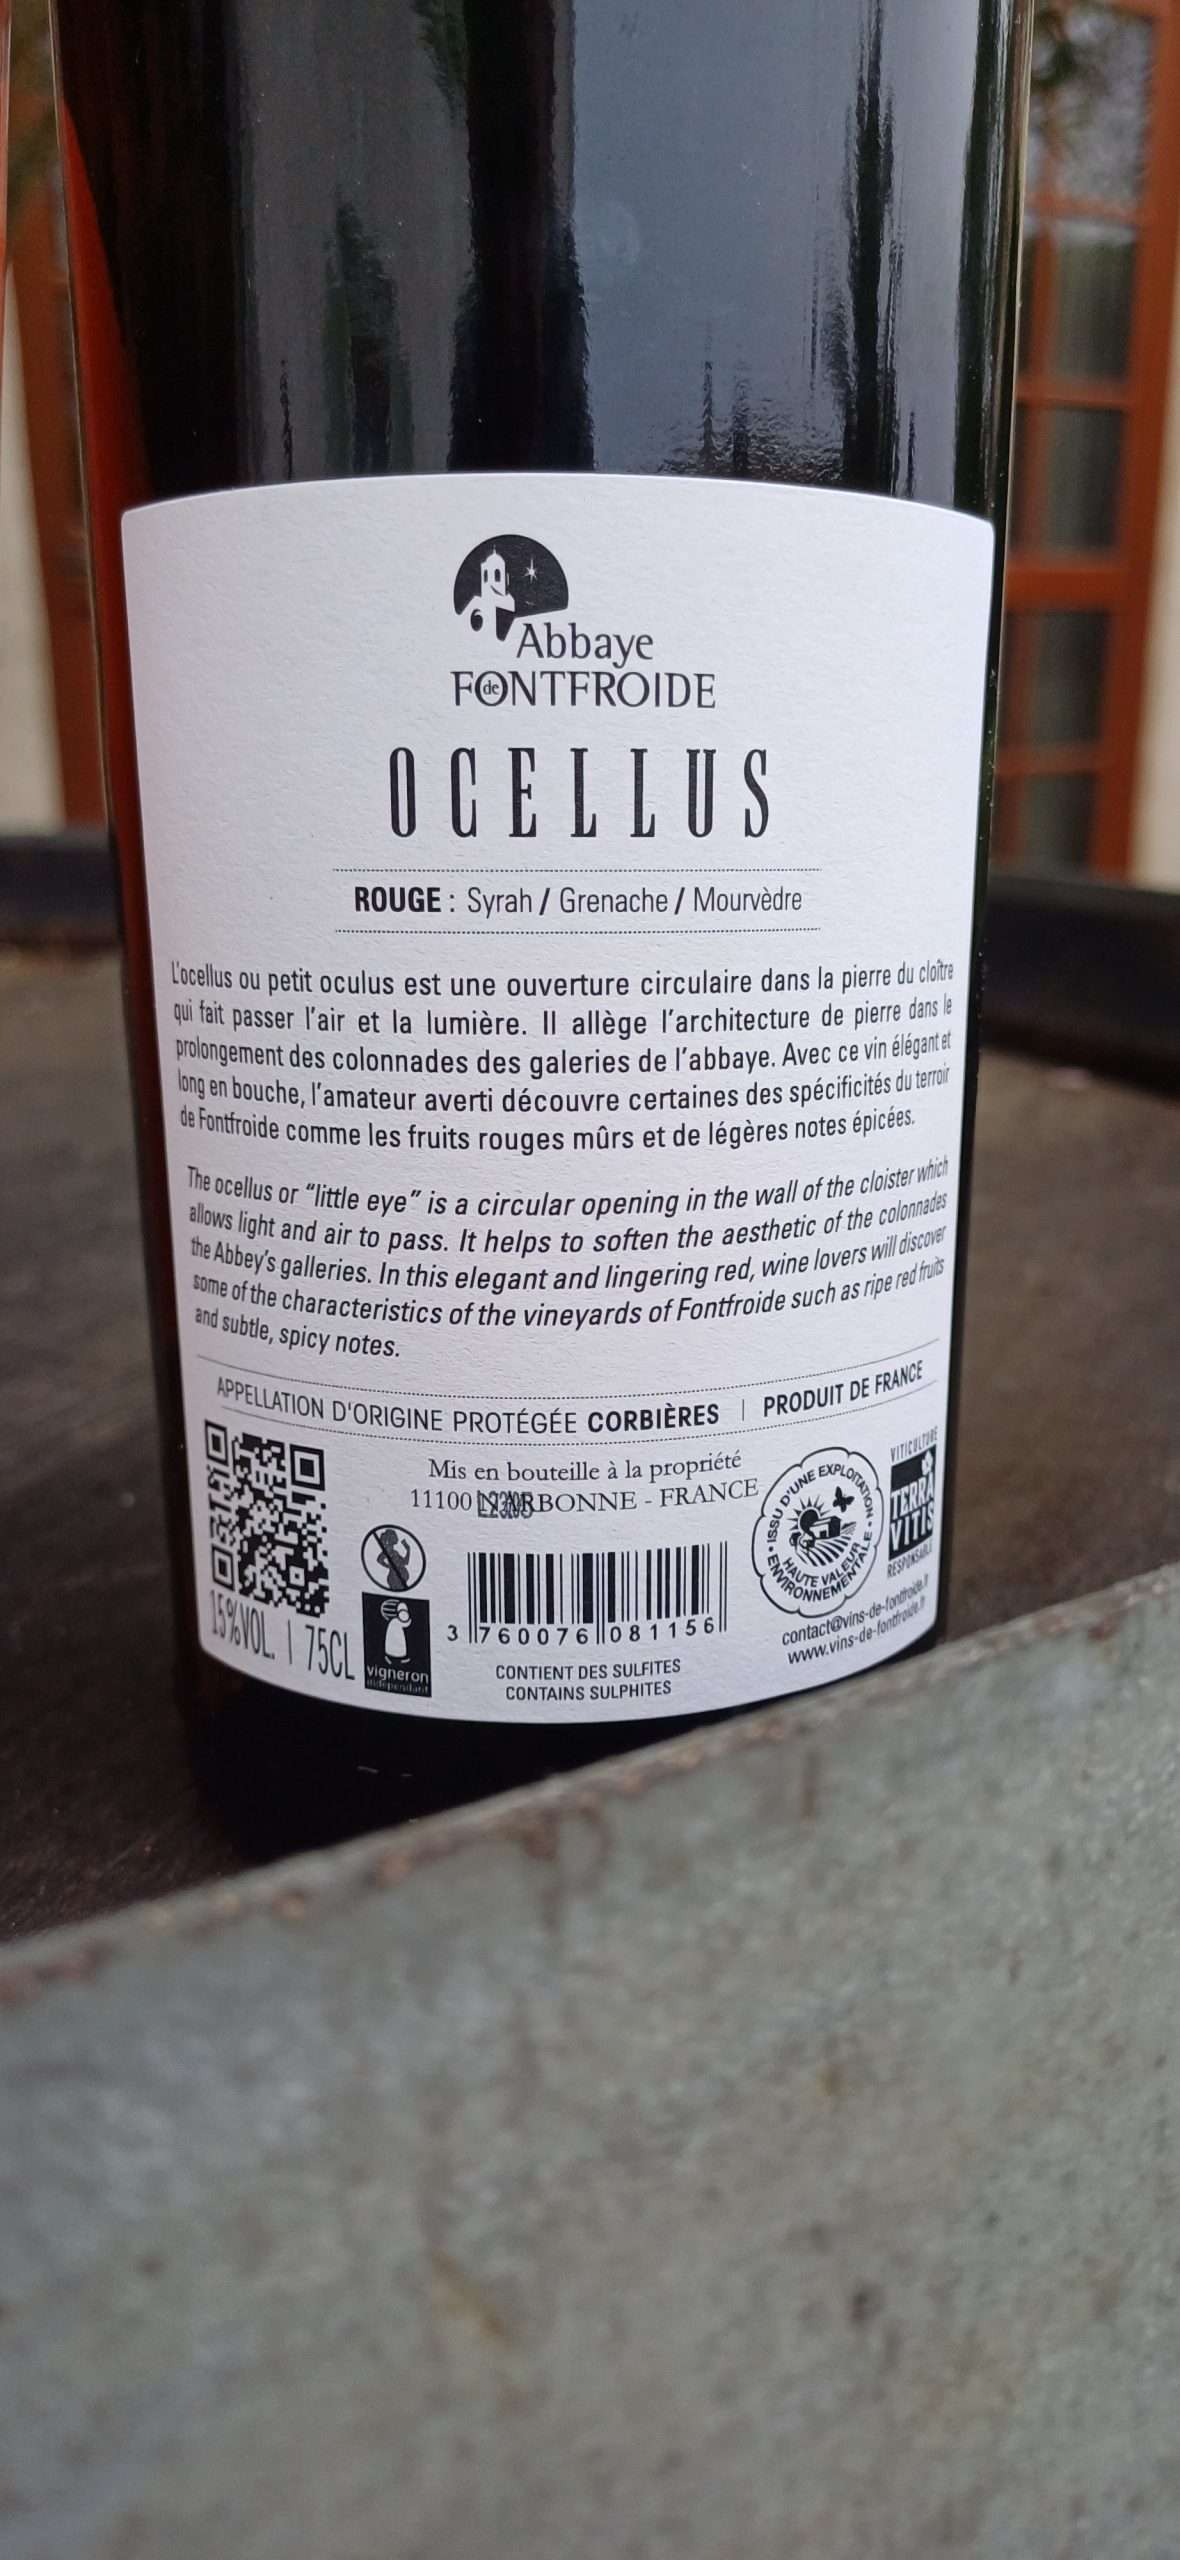 Abbaye
de FONTFROIDE
OCELLUS
ROUGE : Syrah / Grenache / Mourvèdre
L'ocellus ou petit oculus est une ouverture circulaire dans la pierre du cloître
qui fait passer l'air et la lumière. Il allège l'architecture de pierre dans le
prolongement des colonnades des galeries de l'abbaye. Avec ce vin élégant et
long en bouche, l'amateur averti découvre certaines des spécificités du terroir
de Fontfroide comme les fruits rouges mûrs et de légères notes épicées.
The ocellus or "little eye" is a circular opening in the wall of the cloister which
allows light and air to pass. It helps to soften the aesthetic of the colonnades
the Abbey's galleries. In this elegant and lingering red, wine lovers will discover
some of the characteristics of the vineyards of Fontfroide such as ripe red fruits
and subtle, spicy notes.
APPELLATION D'ORIGINE PROTÉGÉE CORBIÈRES | PRODUIT DE FRANCE
Mis en bouteille à la propriété
11100 NARBONNE - FRANCE
ISSU D'UNE EXPLOITATION
HAUTE VALEUR
ENVIRONNEMENTALE
VITICULTURE
TERRA
VITIS
RESPONSABLE
15%VOL. | 75CL
vigneron
indépendant
3 760076 081156
CONTIENT DES SULFITES
CONTAINS SULPHITES
contact@vins-de-fontfroide.fr
www.vins-de-fontfroide.fr